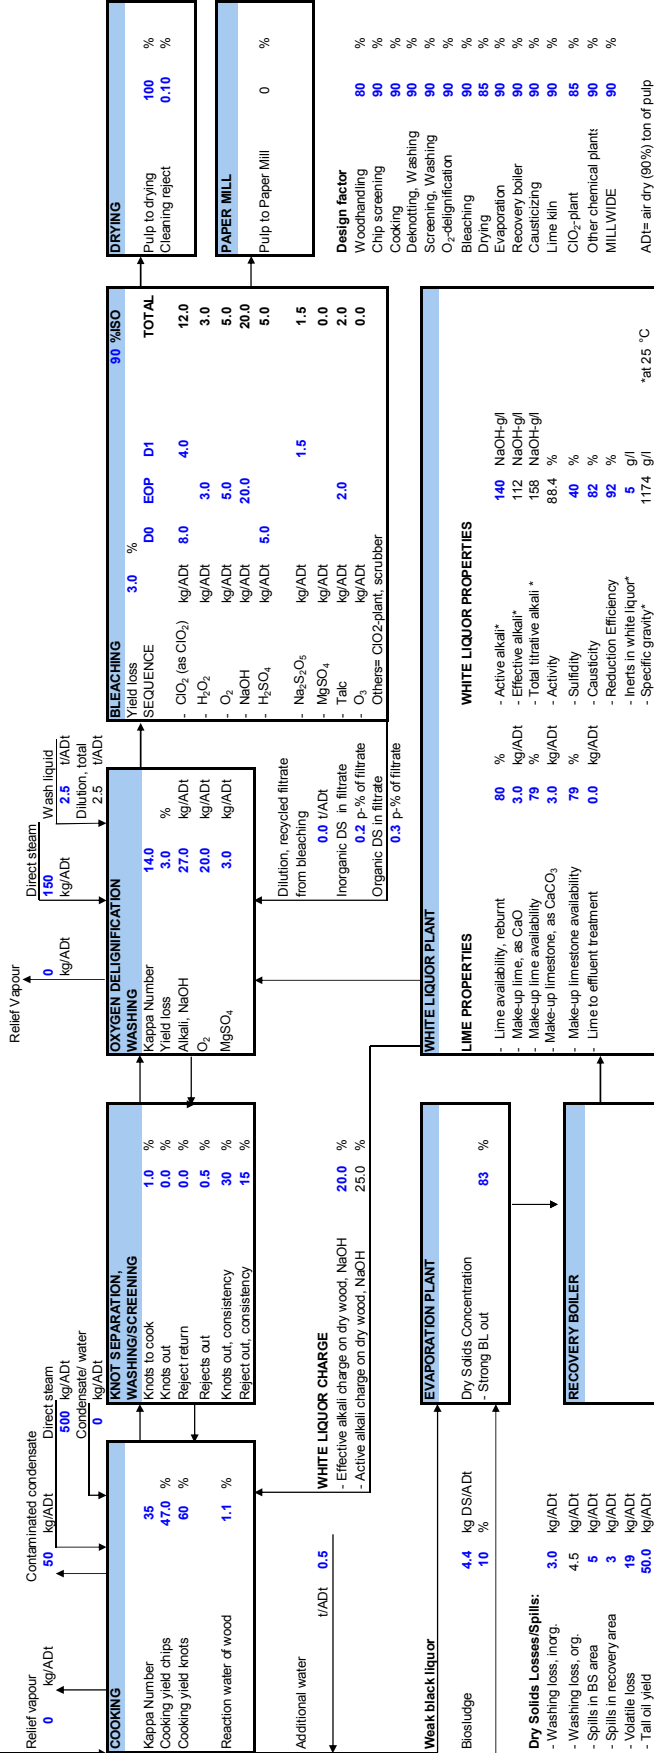 Relief vapour
0 kg/ADt
Contaminated condensate
50 kg/ADt
Direct steam
500 kg/ADt
Condensate/ water
0 kg/ADt
COOKING
Kappa Number 35
Cooking yield chips 47.0 %
Cooking yield knots 60 %
Reaction water of wood 1.1 %
KNOT SEPARATION,
WASHING/SCREENING
Knots to cook 1.0 %
Knots out 0.0 %
Reject return 0.0 %
Rejects out 0.5 %
Knots out, consistency 30 %
Reject out, consistency 15 %
Relief Vapour
0
kg/ADt
Direct steam
150
kg/ADt
Wash liquid
2.5 t/ADt
Dilution, total
2.5 t/ADt
OXYGEN DELIGNIFICATION
WASHING
Kappa Number 14.0
Yield loss 3.0 %
Alkali, NaOH 27.0 kg/ADt
O2 20.0 kg/ADt
MgSO4 3.0 kg/ADt
BLEACHING 90 %ISO
Yield loss 3.0 %
SEQUENCE D0 EOP D1 TOTAL
- ClO2 (as ClO2) kg/ADt 8.0 4.0 12.0
- H2O2 kg/ADt 3.0 3.0
- O2 kg/ADt 5.0 5.0
- NaOH kg/ADt 20.0 20.0
- H2SO4 kg/ADt 5.0 5.0
- Na2S2O5 kg/ADt 1.5 1.5
- MgSO4 kg/ADt 0.0
- Talc kg/ADt 2.0 2.0
- O3 kg/ADt 0.0
Others= ClO2-plant, scrubber
DRYING
Pulp to drying 100 %
Cleaning reject 0.10 %
PAPER MILL
Pulp to Paper Mill 0 %
Additional water t/ADt 0.5
WHITE LIQUOR CHARGE
- Effective alkali charge on dry wood, NaOH 20.0 %
- Active alkali charge on dry wood, NaOH 25.0 %
Dilution, recycled filtrate
from bleaching
0.0 t/ADt
Inorganic DS in filtrate
0.2 p-% of filtrate
Organic DS in filtrate
0.3 p-% of filtrate
Design factor
Woodhandling 80 %
Chip screening 90 %
Cooking 90 %
Deknotting, Washing 90 %
Screening, Washing 90 %
O2-delignification 90 %
Bleaching 90 %
Drying 85 %
Evaporation 90 %
Recovery boiler 90 %
Causticizing 90 %
Lime kiln 90 %
ClO2-plant 85 %
Other chemical plants 90 %
MILLWIDE 90 %
ADt= air dry (90%) ton of pulp
Weak black liquor
Biosludge 4.4 kg DS/ADt
10 %
EVAPORATION PLANT
Dry Solids Concentration
- Strong BL out 83 %
WHITE LIQUOR PLANT
LIME PROPERTIES
- Lime availability, reburnt 80 %
- Make-up lime, as CaO 3.0 kg/ADt
- Make-up lime availability 79 %
- Make-up limestone, as CaCO3 3.0 kg/ADt
- Make-up limestone availability 79 %
- Lime to effluent treatment 0.0 kg/ADt
WHITE LIQUOR PROPERTIES
- Active alkali* 140 NaOH-g/l
- Effective alkali* 112 NaOH-g/l
- Total titrative alkali * 158 NaOH-g/l
- Activity 88.4 %
- Sulfidity 40 %
- Causticity 82 %
- Reduction Efficiency 92 %
- Inerts in white liquor* 5 g/l
- Specific gravity* 1174 g/l
*at 25 °C
Dry Solids Losses/Spills:
- Washing loss, inorg. 3.0 kg/ADt
- Washing loss, org. 4.5 kg/ADt
- Spills in BS area 5 kg/ADt
- Spills in recovery area 3 kg/ADt
- Volatile loss 19 kg/ADt
- Tall oil yield 50.0 kg/ADt
RECOVERY BOILER